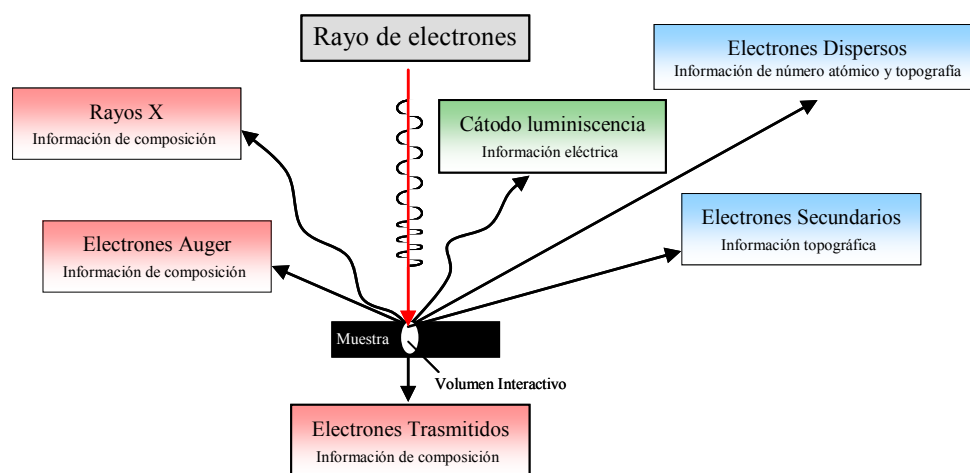 Rayo de electrones
Electrones Dispersos
Información de número atómico y topografía
Rayos X
Información de composición
Cátodo luminiscencia
Información eléctrica
Electrones Secundarios
Información topográfica
Electrones Auger
Información de composición
Muestra
Volumen Interactivo
Electrones Trasmitidos
Información de composición